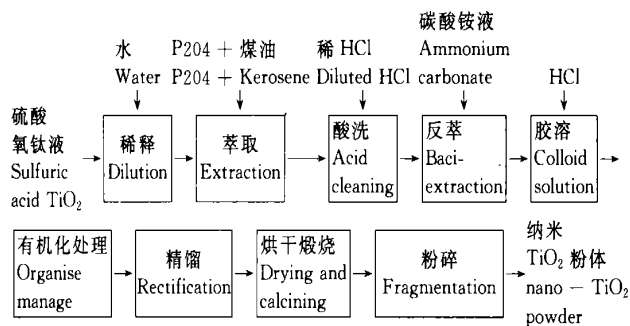 水
Water
P204 + 煤油
P204 + Kerosene
稀 HCl
Diluted HCl
碳酸铵液
Ammonium
carbonate
HCl
硫酸
氧钛液
Sulfuric
acid TiO₂
稀释
Dilution
萃取
Extraction
酸洗
Acid
cleaning
反萃
Baci-
extraction
胶溶
Colloid
solution
有机化处理
Organise
manage
精馏
Rectification
烘干煅烧
Drying and
calcining
粉碎
Fragmentation
纳米
TiO₂ 粉体
nano - TiO₂
powder